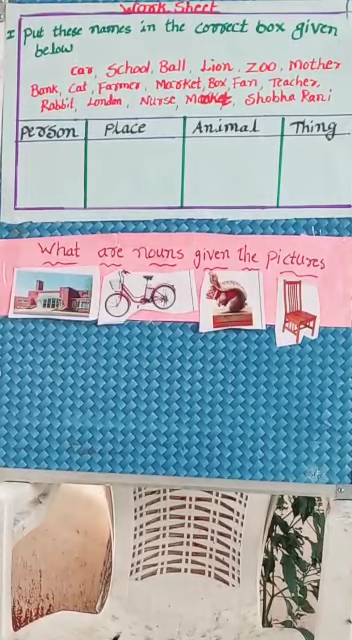 Work Sheet
I Put these names in the correct box given
below
Car, School, Ball, Lion, Zoo, Mother
Bank, Cat, Farmer, Market, Box, Fan, Teacher,
Rabbit, London, Nurse, Market, Shobha Rani
Person Place Animal Thing
What are nouns given the pictures